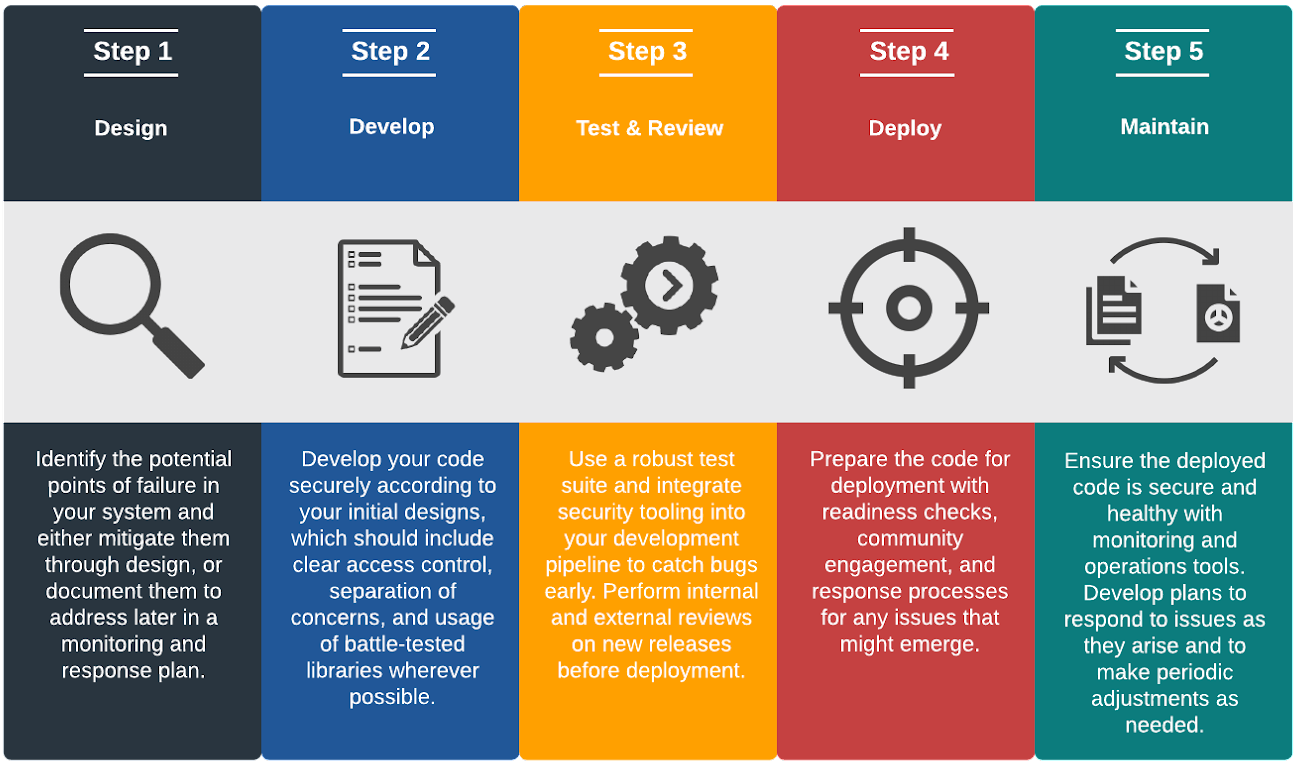 Step 1
Design
Identify the potential
points of failure in
your system and
either mitigate them
through design, or
document them to
address later in a
monitoring and
response plan.
Step 2
Develop
Develop your code
securely according to
your initial designs,
which should include
clear access control,
separation of
concerns, and usage
of battle-tested
libraries wherever
possible.
Step 3
Test & Review
Use a robust test
suite and integrate
security tooling into
your development
pipeline to catch bugs
early. Perform internal
and external reviews
on new releases
before deployment.
Step 4
Deploy
Prepare the code for
deployment with
readiness checks,
community
engagement, and
response processes
for any issues that
might emerge.
Step 5
Maintain
Ensure the deployed
code is secure and
healthy with
monitoring and
operations tools.
Develop plans to
respond to issues as
they arise and to
make periodic
adjustments as
needed.